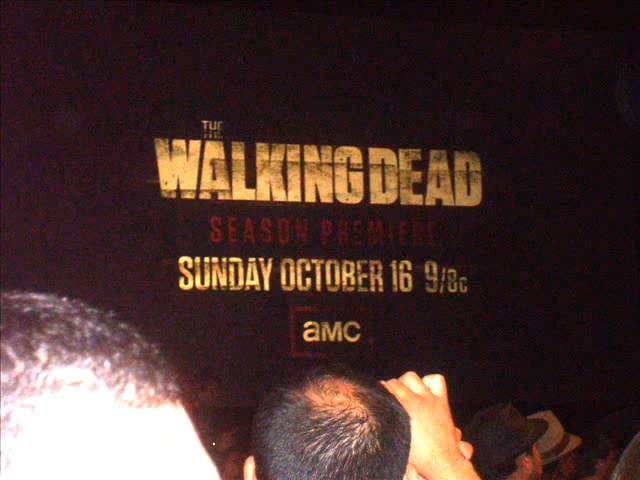 THE
WALKING DEAD
SEASON PREMIERE
SUNDAY OCTOBER 16 9/8c
aMC